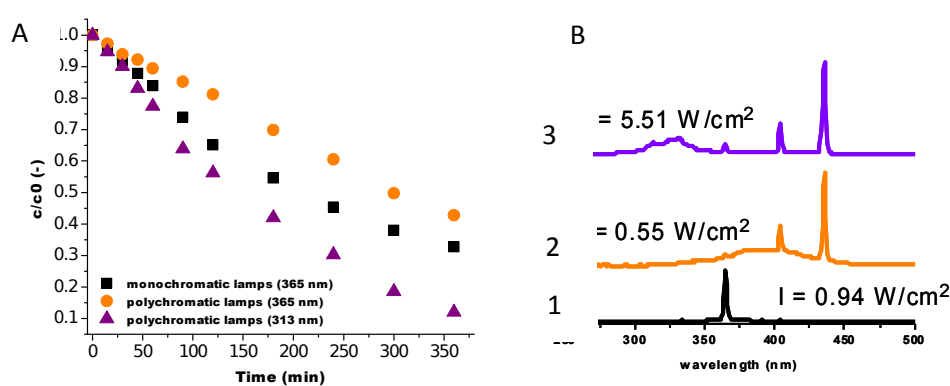 A
1.0
0.9
0.8
0.7
0.6
0.5
0.4
0.3
0.2
0.1
c/c0 (-)
monochromatic lamps (365 nm)
polychromatic lamps (365 nm)
polychromatic lamps (313 nm)
0 50 100 150 200 250 300 350
Time (min)
B
3
= 5.51 W/cm²
2
= 0.55 W/cm²
1
I = 0.94 W/cm²
300 350 400 450 500
wavelength (nm)